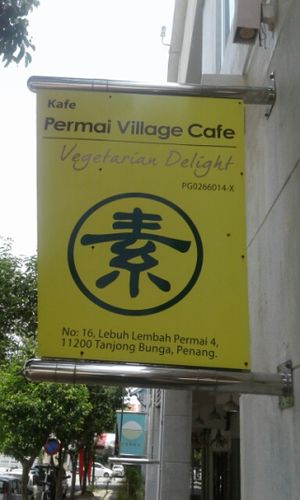 Kafe
Permai Village Cafe
Vegetarian Delight
PG0266014-X
素
No: 16, Lebuh Lembah Permai 4,
11200 Tanjong Bunga, Penang.